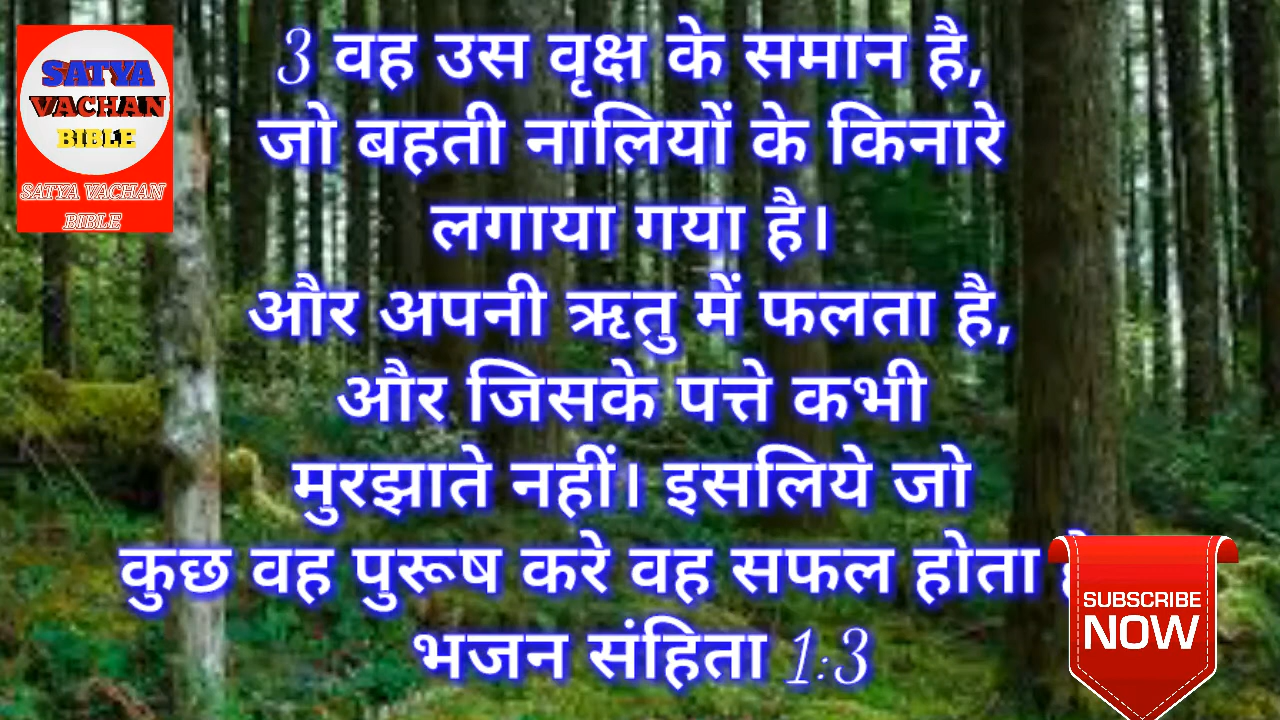 SATYA
VACHAN
BIBLE
SATYA VACHAN
BIBLE
3 वह उस वृक्ष के समान है,
जो बहती नालियों के किनारे
लगाया गया है।
और अपनी ऋतु में फलता है,
और जिसके पत्ते कभी
मुरझाते नहीं। इसलिये जो
कुछ वह पुरूष करे वह सफल होता
भजन संहिता 1:3
SUBSCRIBE
NOW